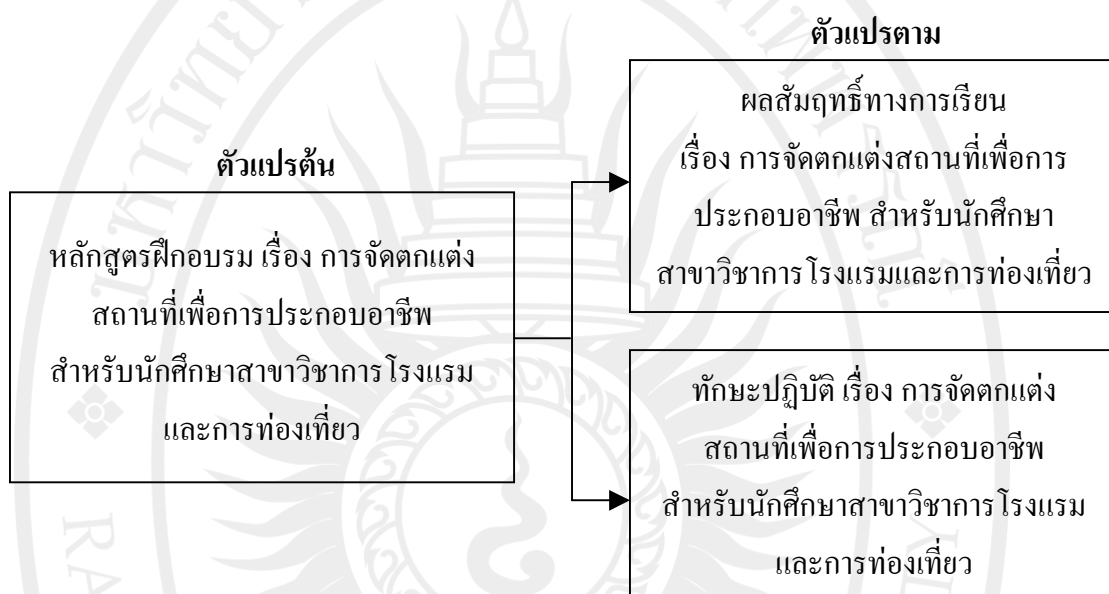 ตัวแปรตาม
ผลสัมฤทธิ์ทางการเรียน
เรื่อง การจัดตกแต่งสถานที่เพื่อการ
ประกอบอาชีพ สำหรับนักศึกษา
สาขาวิชาการโรงแรมและการท่องเที่ยว
ตัวแปรต้น
หลักสูตรฝึกอบรม เรื่อง การจัดตกแต่ง
สถานที่เพื่อการประกอบอาชีพ
สำหรับนักศึกษาสาขาวิชาการโรงแรม
และการท่องเที่ยว
ทักษะปฏิบัติ เรื่อง การจัดตกแต่ง
สถานที่เพื่อการประกอบอาชีพ
สำหรับนักศึกษาสาขาวิชาการโรงแรม
และการท่องเที่ยว